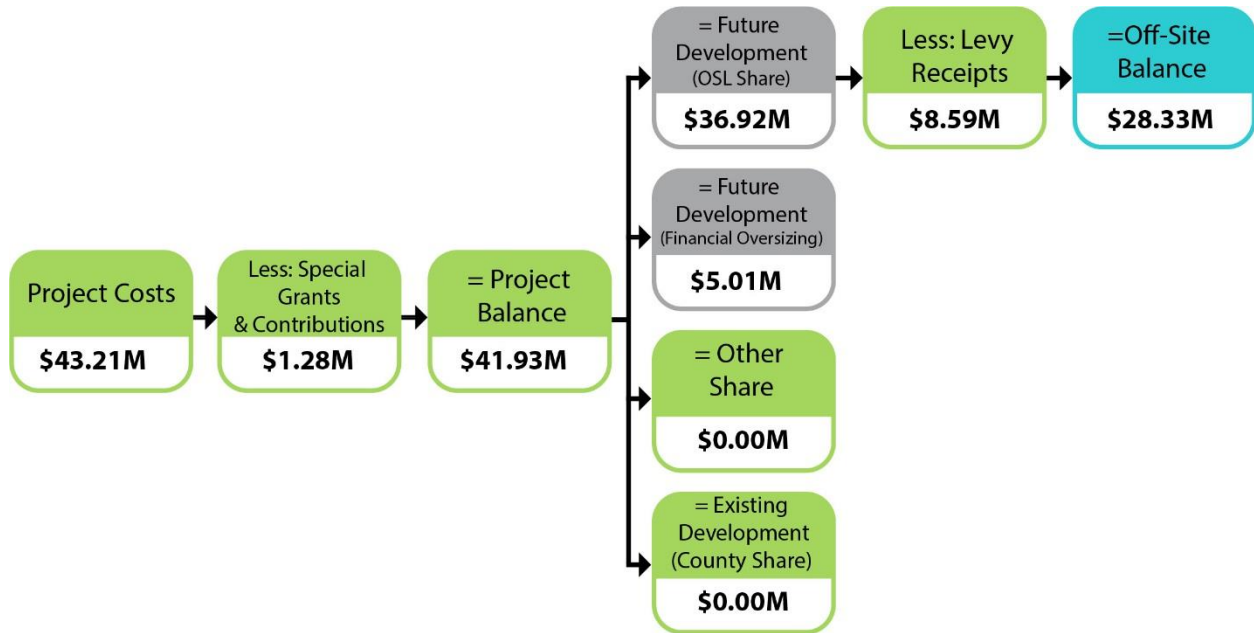 Project Costs
$43.21M
Less: Special
Grants
& Contributions
$1.28M
= Project
Balance
$41.93M
= Future
Development
(OSL Share)
$36.92M
Less: Levy
Receipts
$8.59M
=Off-Site
Balance
$28.33M
= Future
Development
(Financial Oversizing)
$5.01M
= Other
Share
$0.00M
= Existing
Development
(County Share)
$0.00M